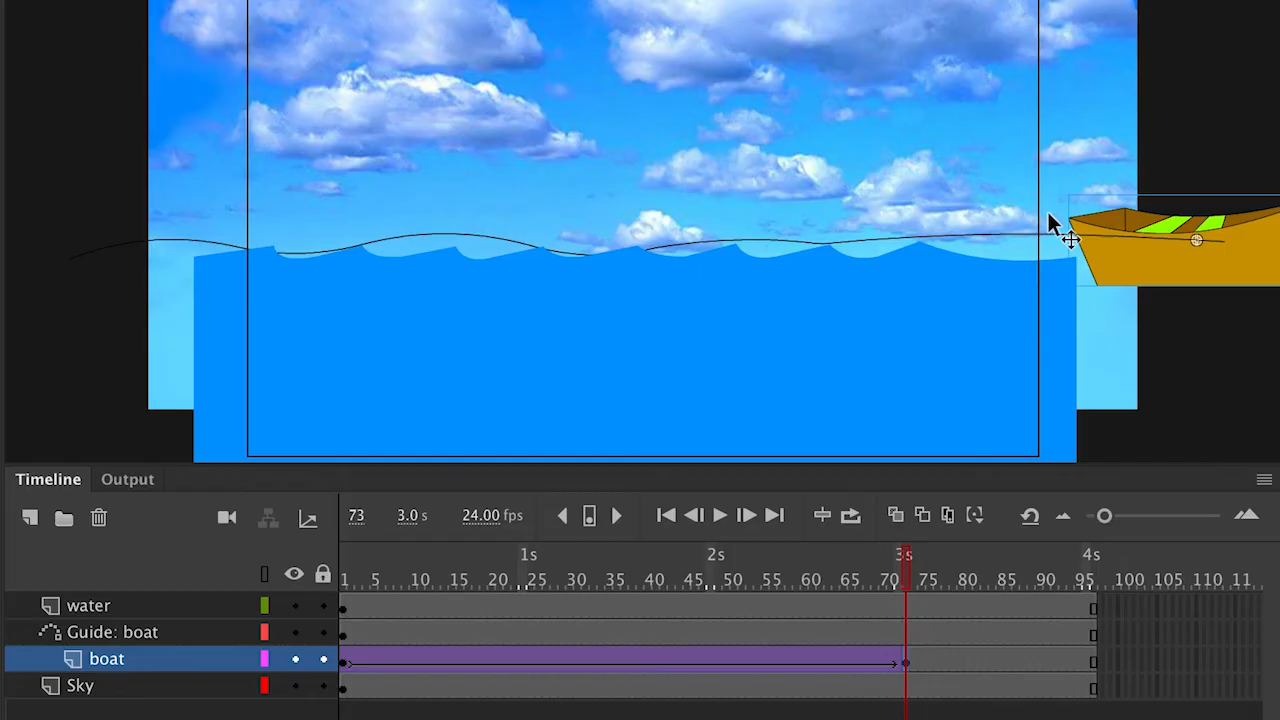 Timeline Output
73 3.0 s 24.00 fps
1s 2s 3s 4s
1 5 10 15 20 25 30 35 40 45 50 55 60 65 70 75 80 85 90 95 100 105 110 11
water
Guide: boat
boat
Sky